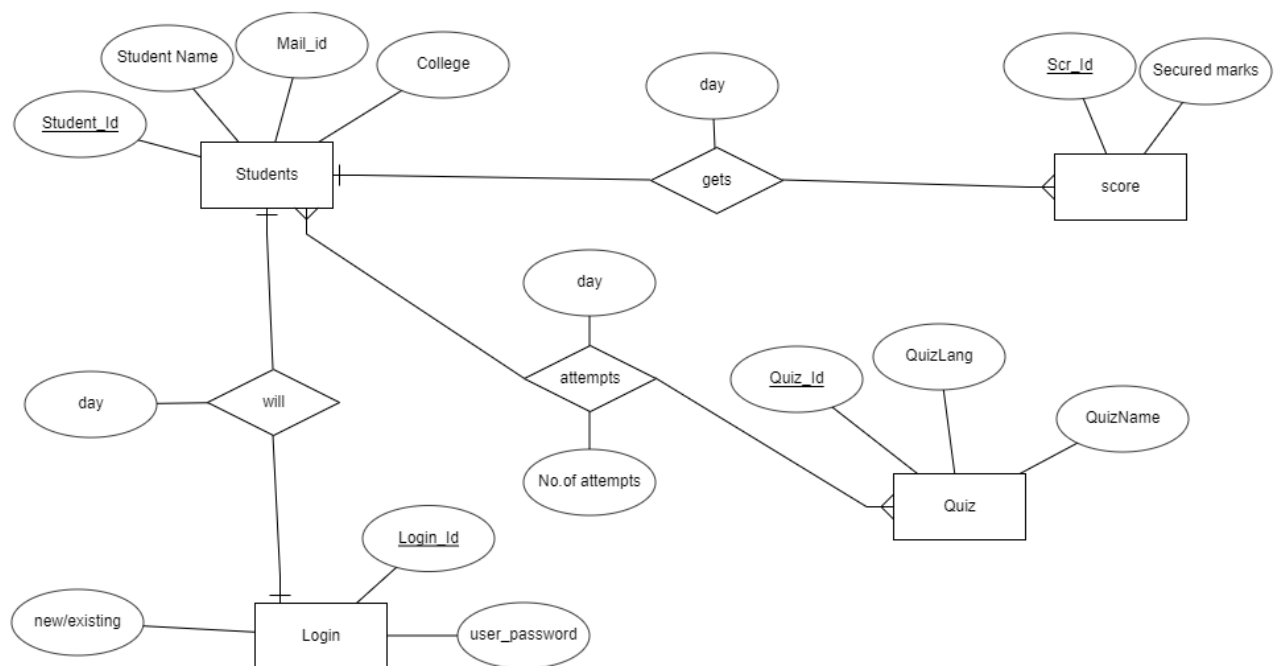 Mail_id
Student Name
College
Scr_Id
Secured marks
day
Student_Id
Students
gets
score
day
attempts
Quiz_Id
QuizLang
day
will
QuizName
No.of attempts
Quiz
Login_Id
new/existing
Login
user_password